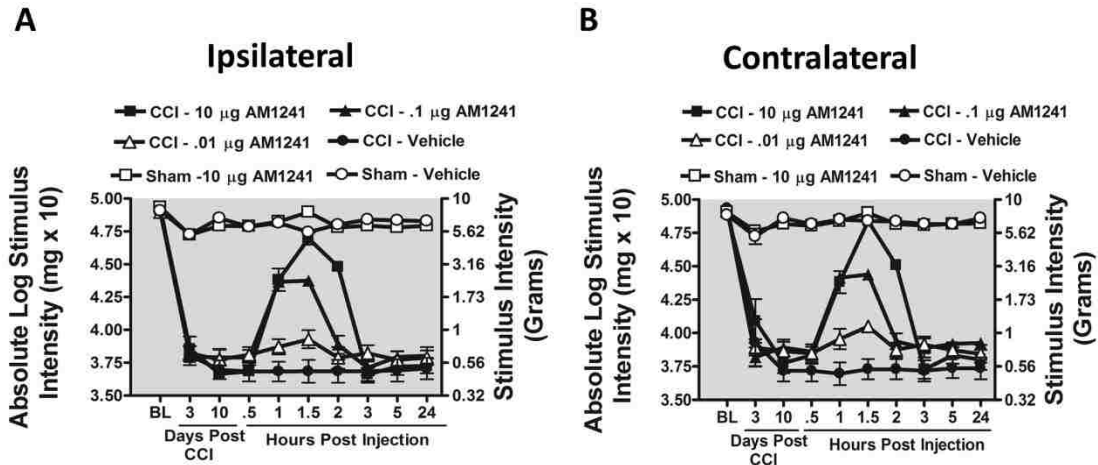 A
Ipsilateral
CCI - 10 μg AM1241
CCI - .1 μg AM1241
CCI - .01 μg AM1241
CCI - Vehicle
Sham -10 μg AM1241
Sham - Vehicle
Absolute Log Stimulus
Intensity (mg x 10)
5.00
4.75
4.50
4.25
4.00
3.75
3.50
10
5.62
3.16
1.73
1
0.56
0.32
Stimulus Intensity
(Grams)
BL 3 10 .5 1 1.5 2 3 5 24
Days Post
CCI
Hours Post Injection
B
Contralateral
CCI - 10 μg AM1241
CCI - .1 μg AM1241
CCI - .01 μg AM1241
CCI - Vehicle
Sham - 10 μg AM1241
Sham - Vehicle
Absolute Log Stimulus
Intensity (mg x 10)
5.00
4.75
4.50
4.25
4.00
3.75
3.50
10
5.62
3.16
1.73
1
0.56
0.32
Stimulus Intensity
(Grams)
BL 3 10 .5 1 1.5 2 3 5 24
Days Post
CCI
Hours Post Injection